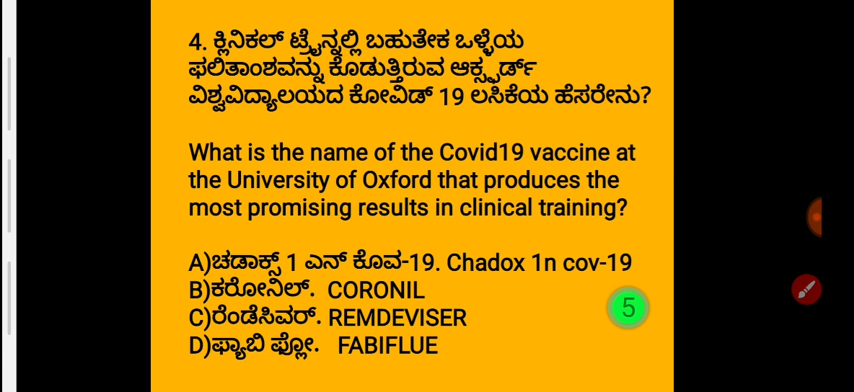 4. ಕ್ಲಿನಿಕಲ್ ಟ್ರೈನ್ನಲ್ಲಿ ಬಹುತೇಕ ಒಳ್ಳೆಯ
ಫಲಿತಾಂಶವನ್ನು ಕೊಡುತ್ತಿರುವ ಆಕ್ಸ್ಫರ್ಡ್
ವಿಶ್ವವಿದ್ಯಾಲಯದ ಕೋವಿಡ್ 19 ಲಸಿಕೆಯ ಹೆಸರೇನು?
What is the name of the Covid19 vaccine at
the University of Oxford that produces the
most promising results in clinical training?
A)ಚಡಾಕ್ಸ್ 1 ಎನ್ ಕೊವ-19. Chadox 1n cov-19
B)ಕರೋನಿಲ್. CORONIL
C)ರೆಂಡೆಸಿವರ್. REMDEVISER
D)ಫ್ಯಾಬಿ ಫ್ಲೋ. FABIFLUE
5